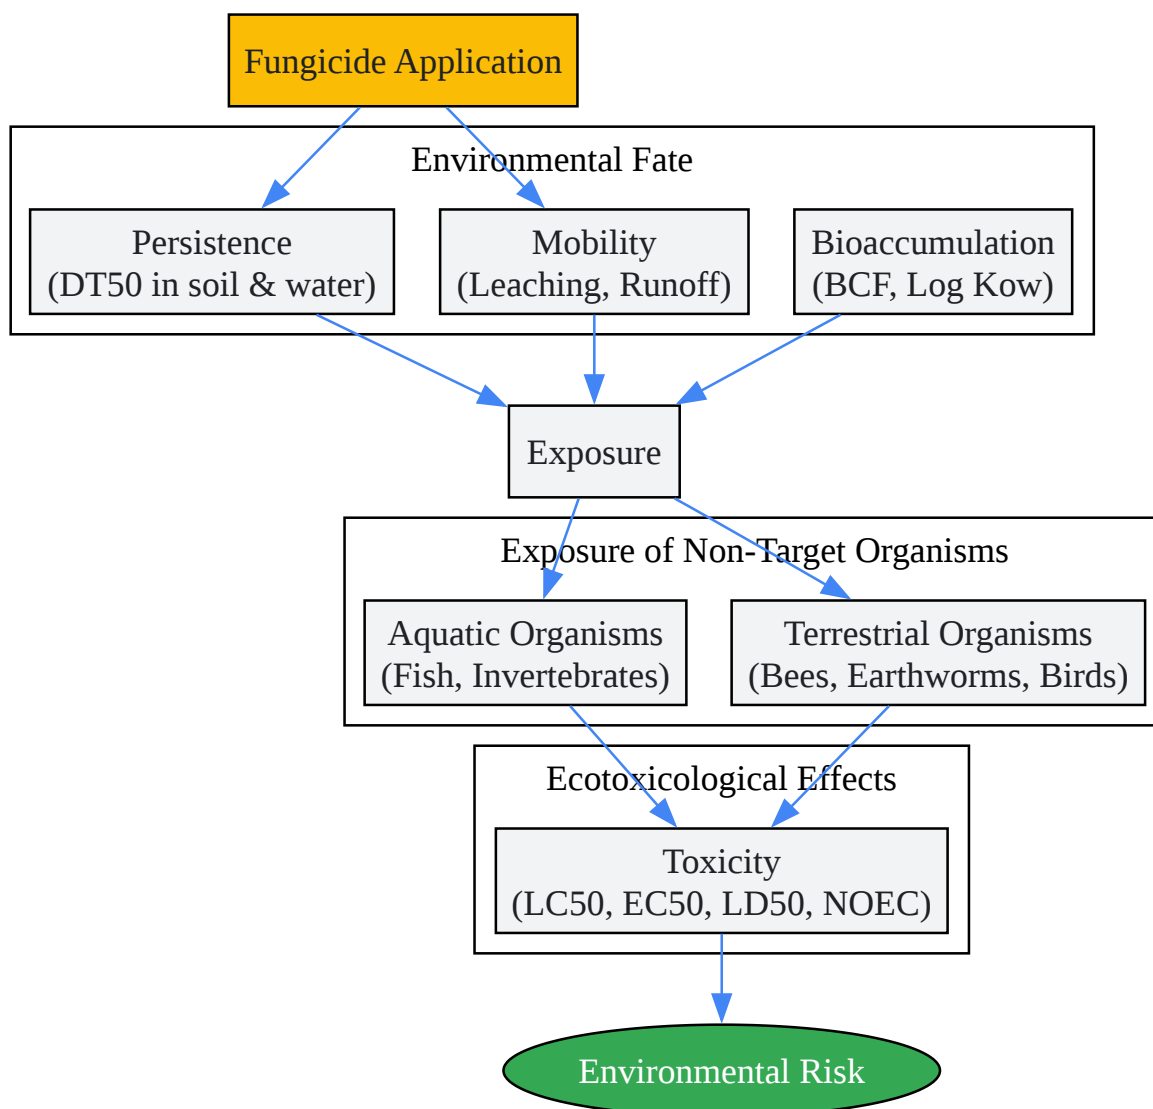 Fungicide Application
Environmental Fate
Persistence
(DT50 in soil & water)
Mobility
(Leaching, Runoff)
Bioaccumulation
(BCF, Log Kow)
Exposure
Exposure of Non-Target Organisms
Aquatic Organisms
(Fish, Invertebrates)
Terrestrial Organisms
(Bees, Earthworms, Birds)
Ecotoxicological Effects
Toxicity
(LC50, EC50, LD50, NOEC)
Environmental Risk